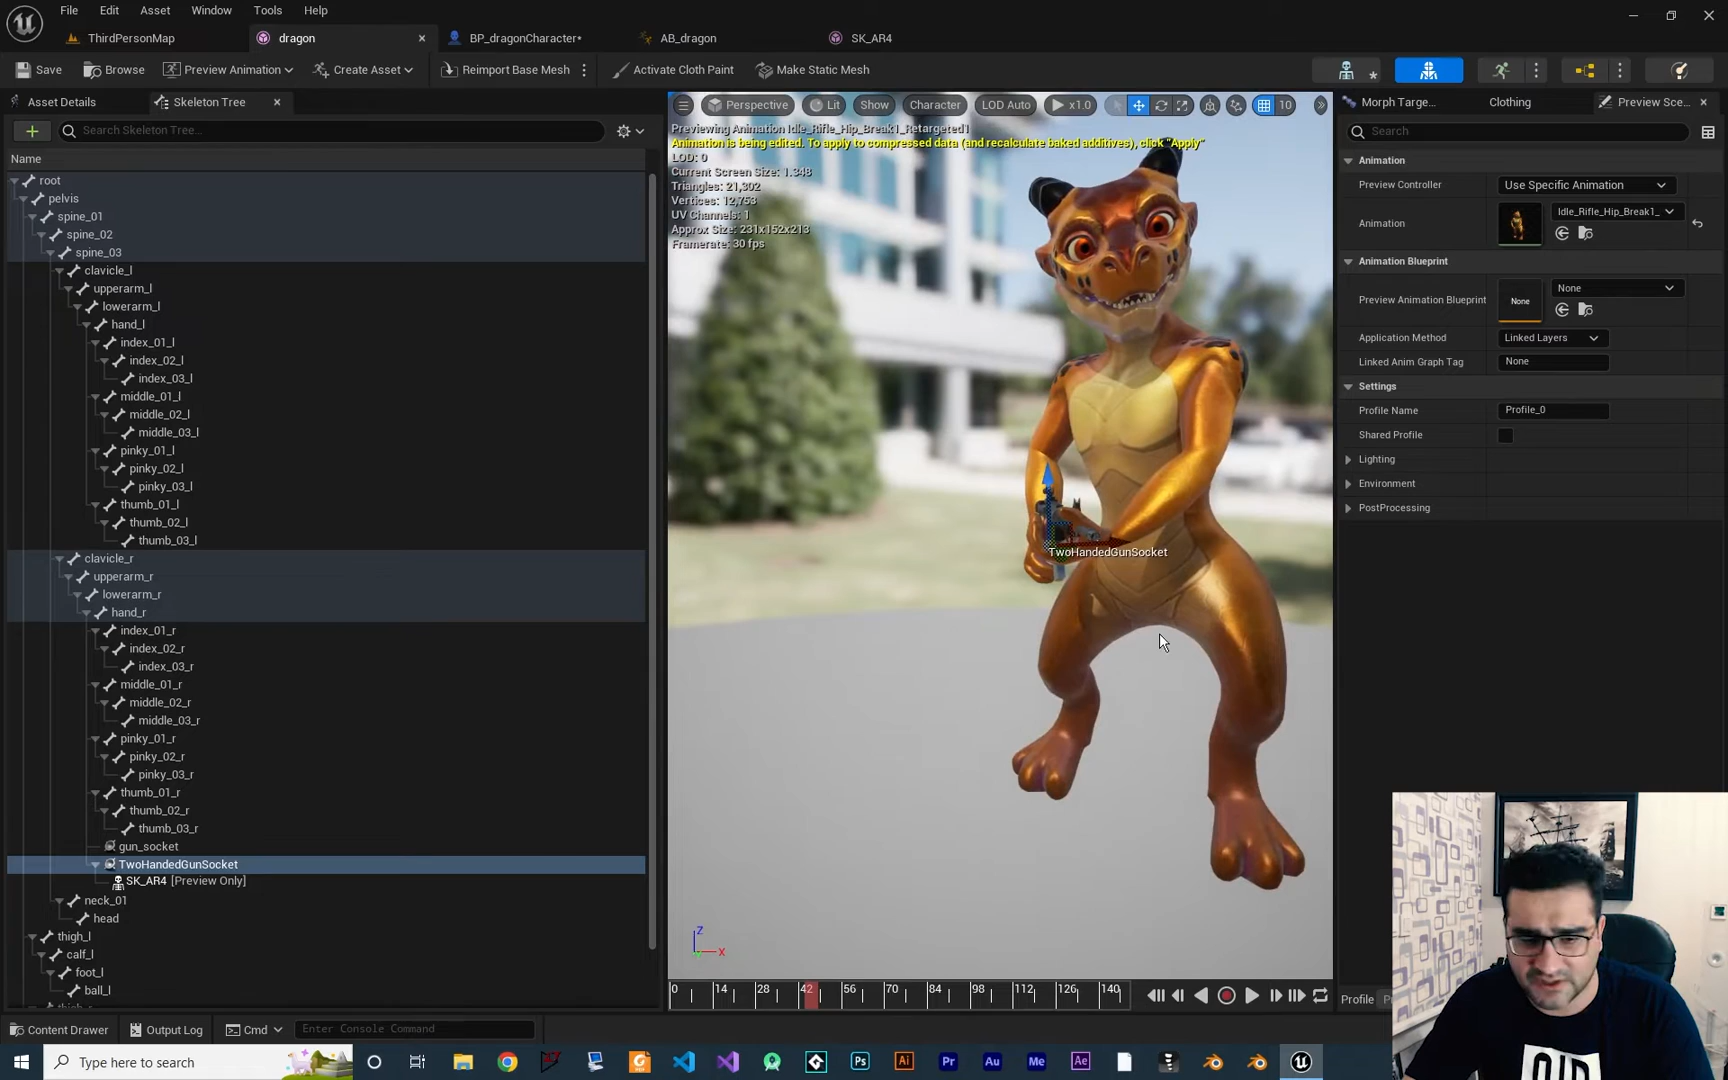 File Edit Asset Window Tools Help
ThirdPersonMap dragon BP_dragonCharacter• AB_dragon SK_AR4
Save Browse Preview Animation Create Asset Reimport Base Mesh Activate Cloth Paint Make Static Mesh
Asset Details Skeleton Tree
Search Skeleton Tree...
Name
root
pelvis
spine_01
spine_02
spine_03
clavicle_l
upperarm_l
lowerarm_l
hand_l
index_01_l
index_02_l
index_03_l
middle_01_l
middle_02_l
middle_03_l
pinky_01_l
pinky_02_l
pinky_03_l
thumb_01_l
thumb_02_l
thumb_03_l
clavicle_r
upperarm_r
lowerarm_r
hand_r
index_01_r
index_02_r
index_03_r
middle_01_r
middle_02_r
middle_03_r
pinky_01_r
pinky_02_r
pinky_03_r
thumb_01_r
thumb_02_r
thumb_03_r
gun_socket
TwoHandedGunSocket
SK_AR4 [Preview Only]
neck_01
head
thigh_l
calf_l
foot_l
ball_l
Perspective Lit Show Character LOD Auto x1.0 10
Previewing Animation Idle_Rifle_Hip_Break1_Retargeted1
Animation is being edited. To apply to compressed data (and recalculate baked additives), click "Apply"
LOD: 0
Current Screen Size: 1.348
Triangles: 21,302
Vertices: 12,753
UV Channels: 1
Approx Size: 231x152x213
Framerate: 30 fps
TwoHandedGunSocket
Z
X
0 14 28 42 56 70 84 98 112 126 140
Morph Targe... Clothing Preview Sce...
Search
Animation
Preview Controller Use Specific Animation
Animation Idle_Rifle_Hip_Break1_
Animation Blueprint
Preview Animation Blueprint None None
Application Method Linked Layers
Linked Anim Graph Tag None
Settings
Profile Name Profile_0
Shared Profile
Lighting
Environment
PostProcessing
Profile
Content Drawer Output Log Cmd Enter Console Command
Type here to search
Ps Ai Pr Au Me Ae